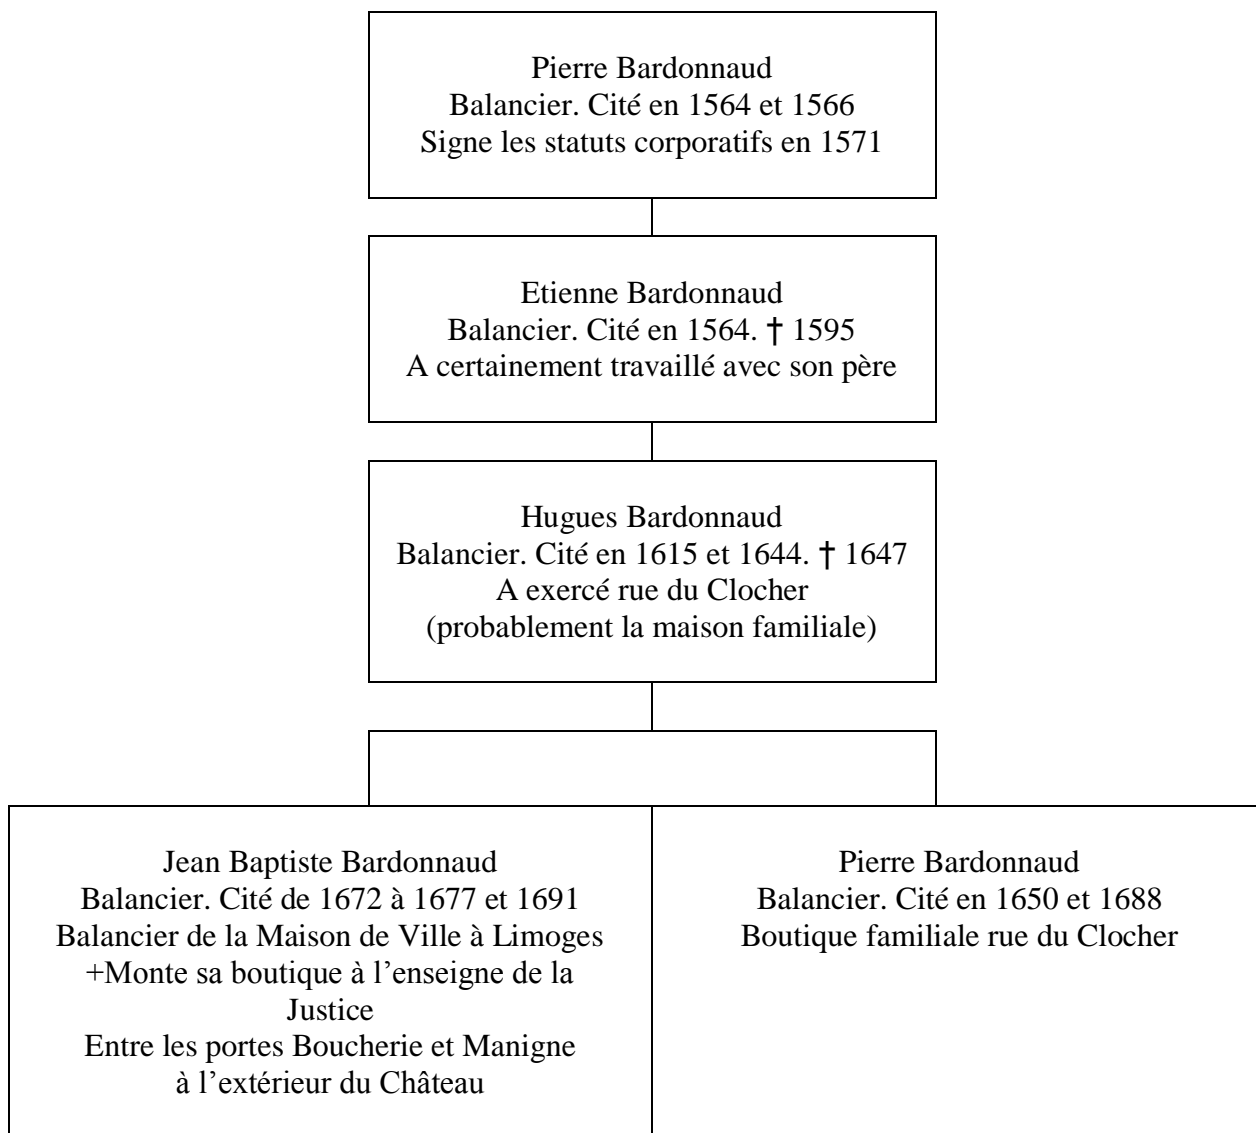 Pierre Bardonnaud
Balancier. Cité en 1564 et 1566
Signe les statuts corporatifs en 1571
Etienne Bardonnaud
Balancier. Cité en 1564. † 1595
A certainement travaillé avec son père
Hugues Bardonnaud
Balancier. Cité en 1615 et 1644. † 1647
A exercé rue du Clocher
(probablement la maison familiale)
Jean Baptiste Bardonnaud
Balancier. Cité de 1672 à 1677 et 1691
Balancier de la Maison de Ville à Limoges
+Monte sa boutique à l’enseigne de la
Justice
Entre les portes Boucherie et Manigne
à l’extérieur du Château
Pierre Bardonnaud
Balancier. Cité en 1650 et 1688
Boutique familiale rue du Clocher